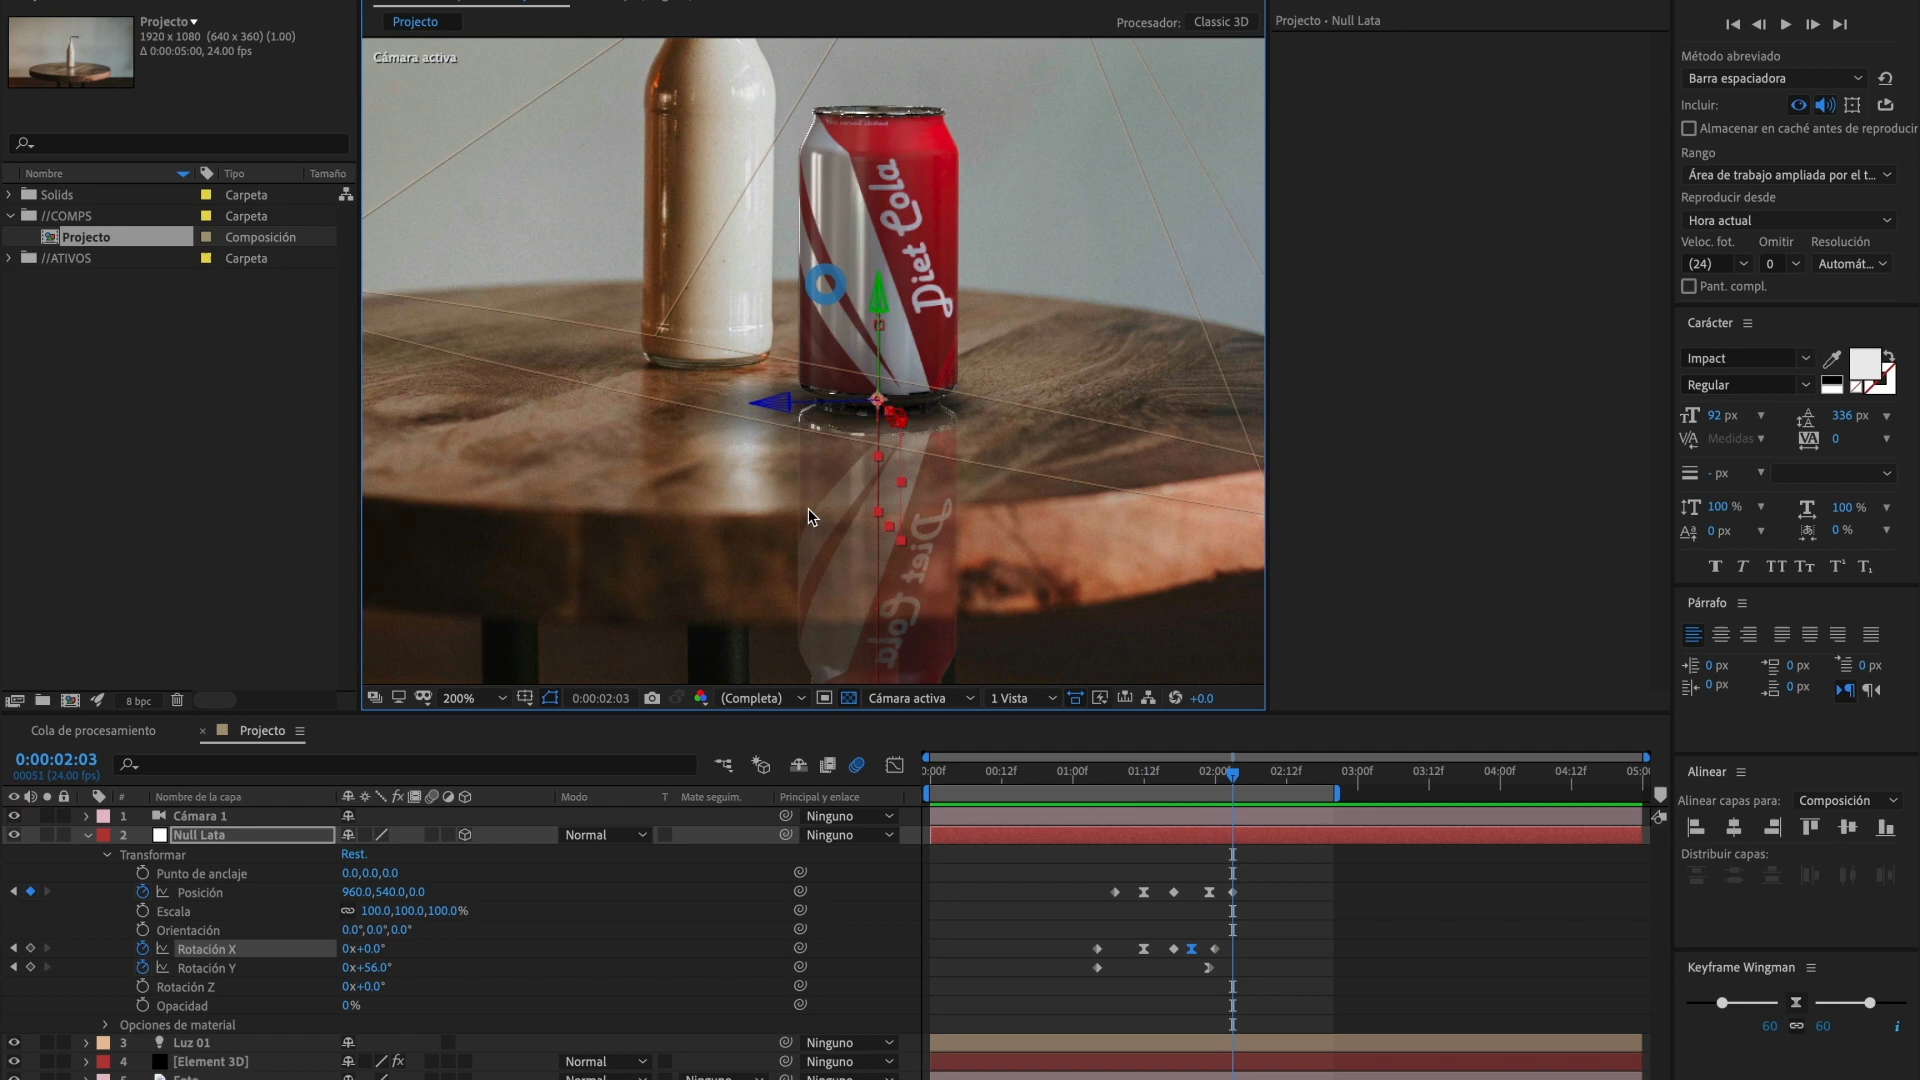 Projecto
1920 x 1080 (640 x 360) (1.00)
Δ 0:00:05:00, 24.00 fps
Nombre
Tipo
Tamaño
Solids
Carpeta
//COMPS
Carpeta
Projecto
Composición
//ATIVOS
Carpeta
8 bpc
Projecto
Procesador:
Classic 3D
Cámara activa
Diet Cola
Diet Cola
200%
0:00:02:03
(Completa)
Cámara activa
1 Vista
+0.0
Projecto • Null Lata
Método abreviado
Barra espaciadora
Incluir:
Almacenar en caché antes de reproducir
Rango
Área de trabajo ampliada por el t...
Reproducir desde
Hora actual
Veloc. fot.
Omitir
Resolución
(24)
0
Automát...
Pant. compl.
Carácter
Impact
Regular
92 px
336 px
Medidas
0
- px
100 %
100 %
0 px
0 %
Párrafo
0 px
0 px
0 px
0 px
0 px
Alinear
Alinear capas para:
Composición
Distribuir capas:
Keyframe Wingman
60
60
Cola de procesamiento
Projecto
0:00:02:03
00051 (24.00 fps)
:00f
00:12f
01:00f
01:12f
02:00f
02:12f
03:00f
03:12f
04:00f
04:12f
05:0
#
Nombre de la capa
fx
Modo
T
Mate seguim.
Principal y enlace
1
Cámara 1
Ninguno
2
Null Lata
Normal
Ninguno
Transformar
Rest.
Punto de anclaje
0.0,0.0,0.0
Posición
960.0,540.0,0.0
Escala
100.0,100.0,100.0%
Orientación
0.0°,0.0°,0.0°
Rotación X
0x+0.0°
Rotación Y
0x+56.0°
Rotación Z
0x+0.0°
Opacidad
0%
Opciones de material
3
Luz 01
Ninguno
4
[Element 3D]
fx
Normal
Ninguno